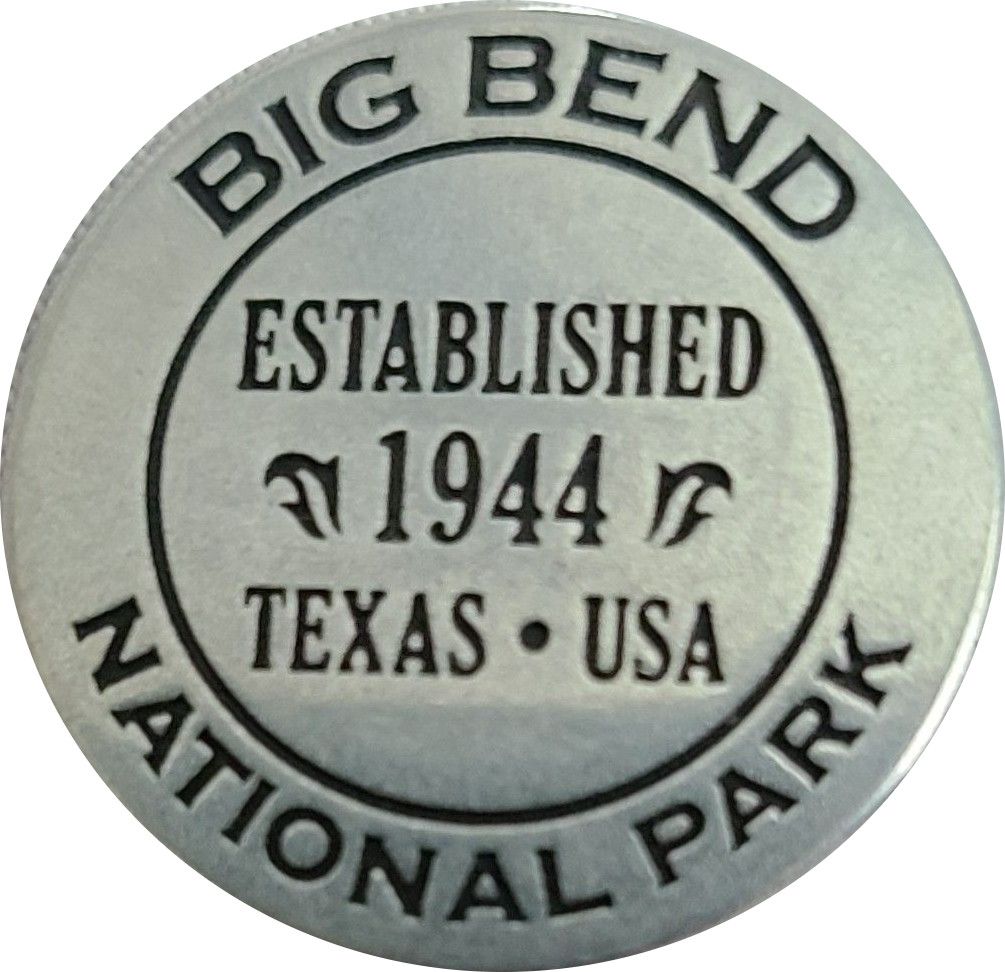 BIG BEND
ESTABLISHED
1944
TEXAS • USA
NATIONAL PARK